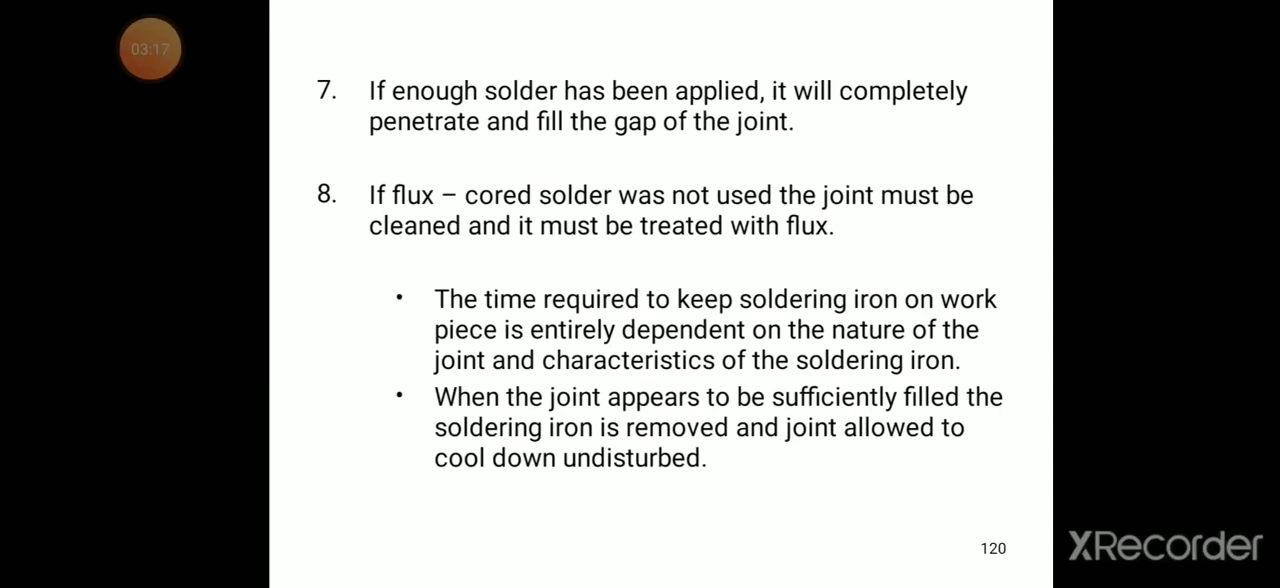 03:17
7. If enough solder has been applied, it will completely
penetrate and fill the gap of the joint.
8. If flux – cored solder was not used the joint must be
cleaned and it must be treated with flux.
• The time required to keep soldering iron on work
piece is entirely dependent on the nature of the
joint and characteristics of the soldering iron.
• When the joint appears to be sufficiently filled the
soldering iron is removed and joint allowed to
cool down undisturbed.
120
XRecorder